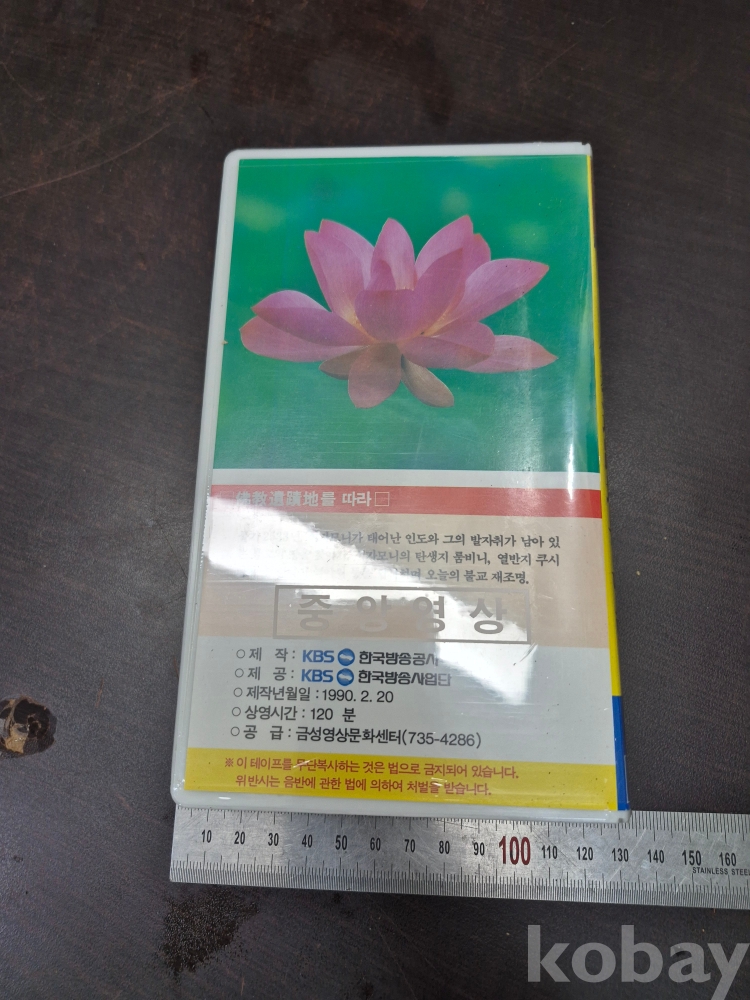 佛敎遺蹟地를 따라
가 태어난 인도와 그의 발자취가 남아 있
모니의 탄생지 룸비니, 열반지 쿠시
오늘의 불교 재조명.
중앙영상
○ 제 작 : KBS 한국방송공사
○ 제 공 : KBS 한국방송사업단
○ 제작년월일 : 1990. 2. 20
○ 상영시간 : 120 분
○ 공 급 : 금성영상문화센터(735-4286)
※ 이 테이프를 무단복사하는 것은 법으로 금지되어 있습니다.
위반시는 음반에 관한 법에 의하여 처벌을 받습니다.
10 20 30 40 50 60 70 80 90 100 110 120 130 140 150 160
STAINLESS STEEL
kobay